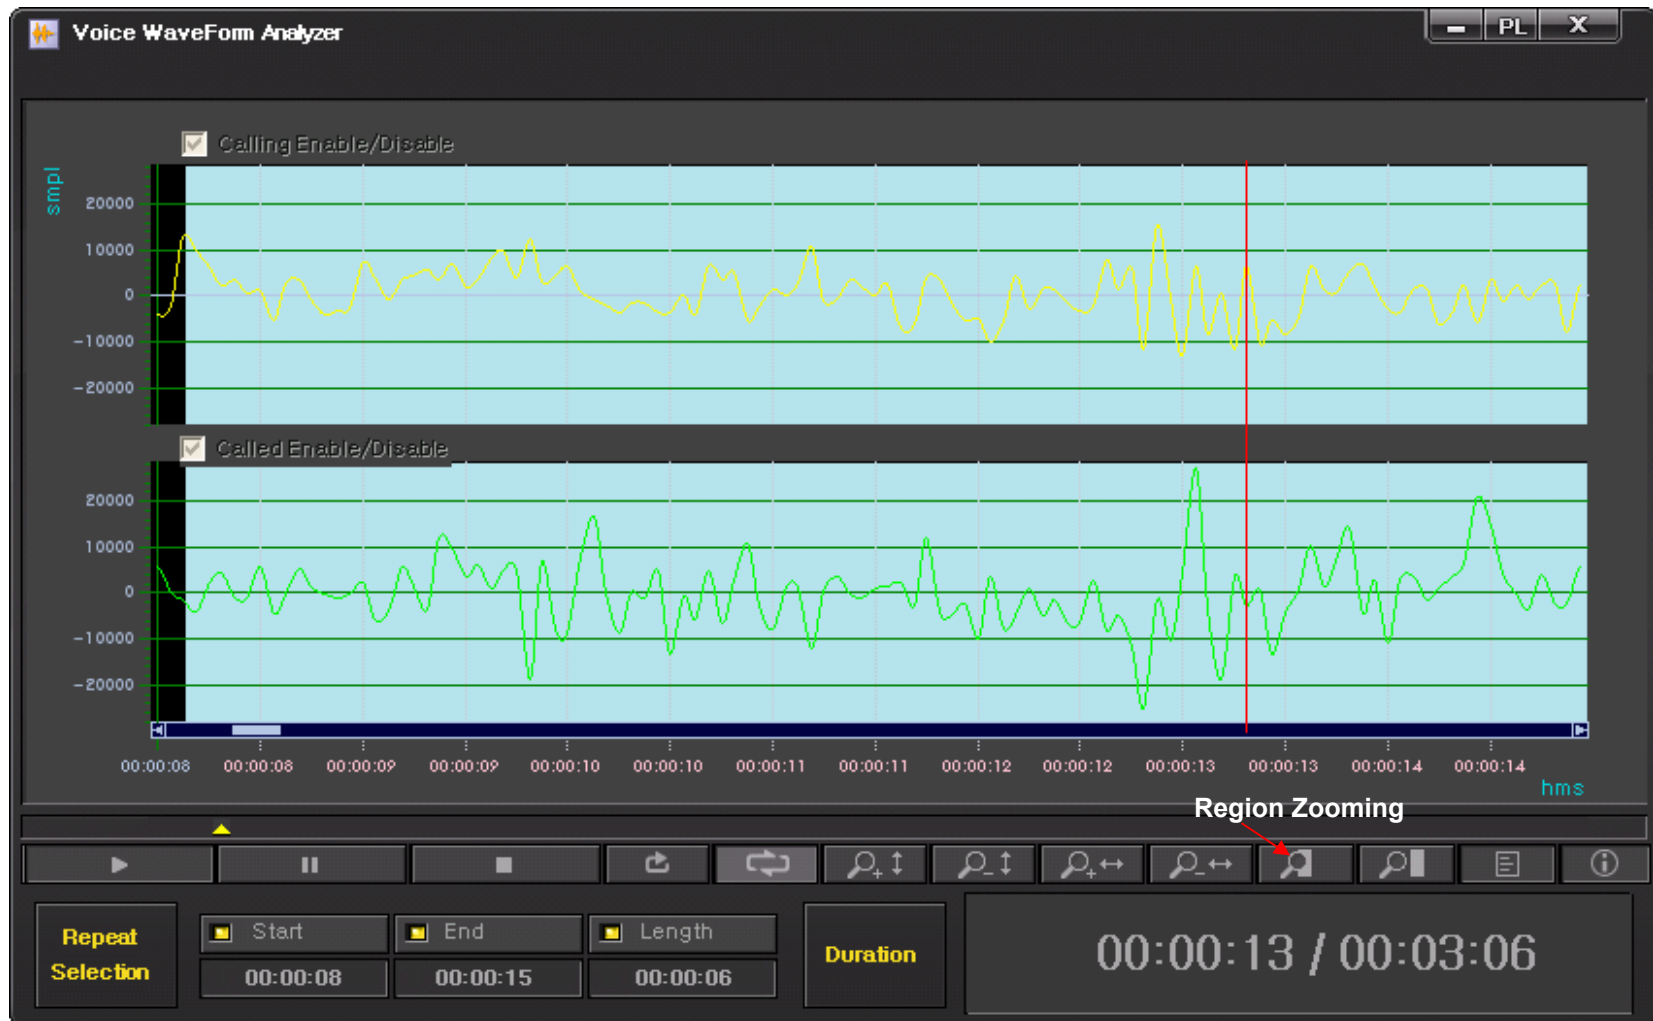 Voice WaveForm Analyzer
PL X
Calling Enable/Disable
smpl
20000
10000
0
-10000
-20000
Called Enable/Disable
20000
10000
0
-10000
-20000
00:00:08 00:00:08 00:00:09 00:00:09 00:00:10 00:00:10 00:00:11 00:00:11 00:00:12 00:00:12 00:00:13 00:00:13 00:00:14 00:00:14
hms
Region Zooming
Repeat
Selection
Start End Length
00:00:08 00:00:15 00:00:06
Duration
00:00:13 / 00:03:06